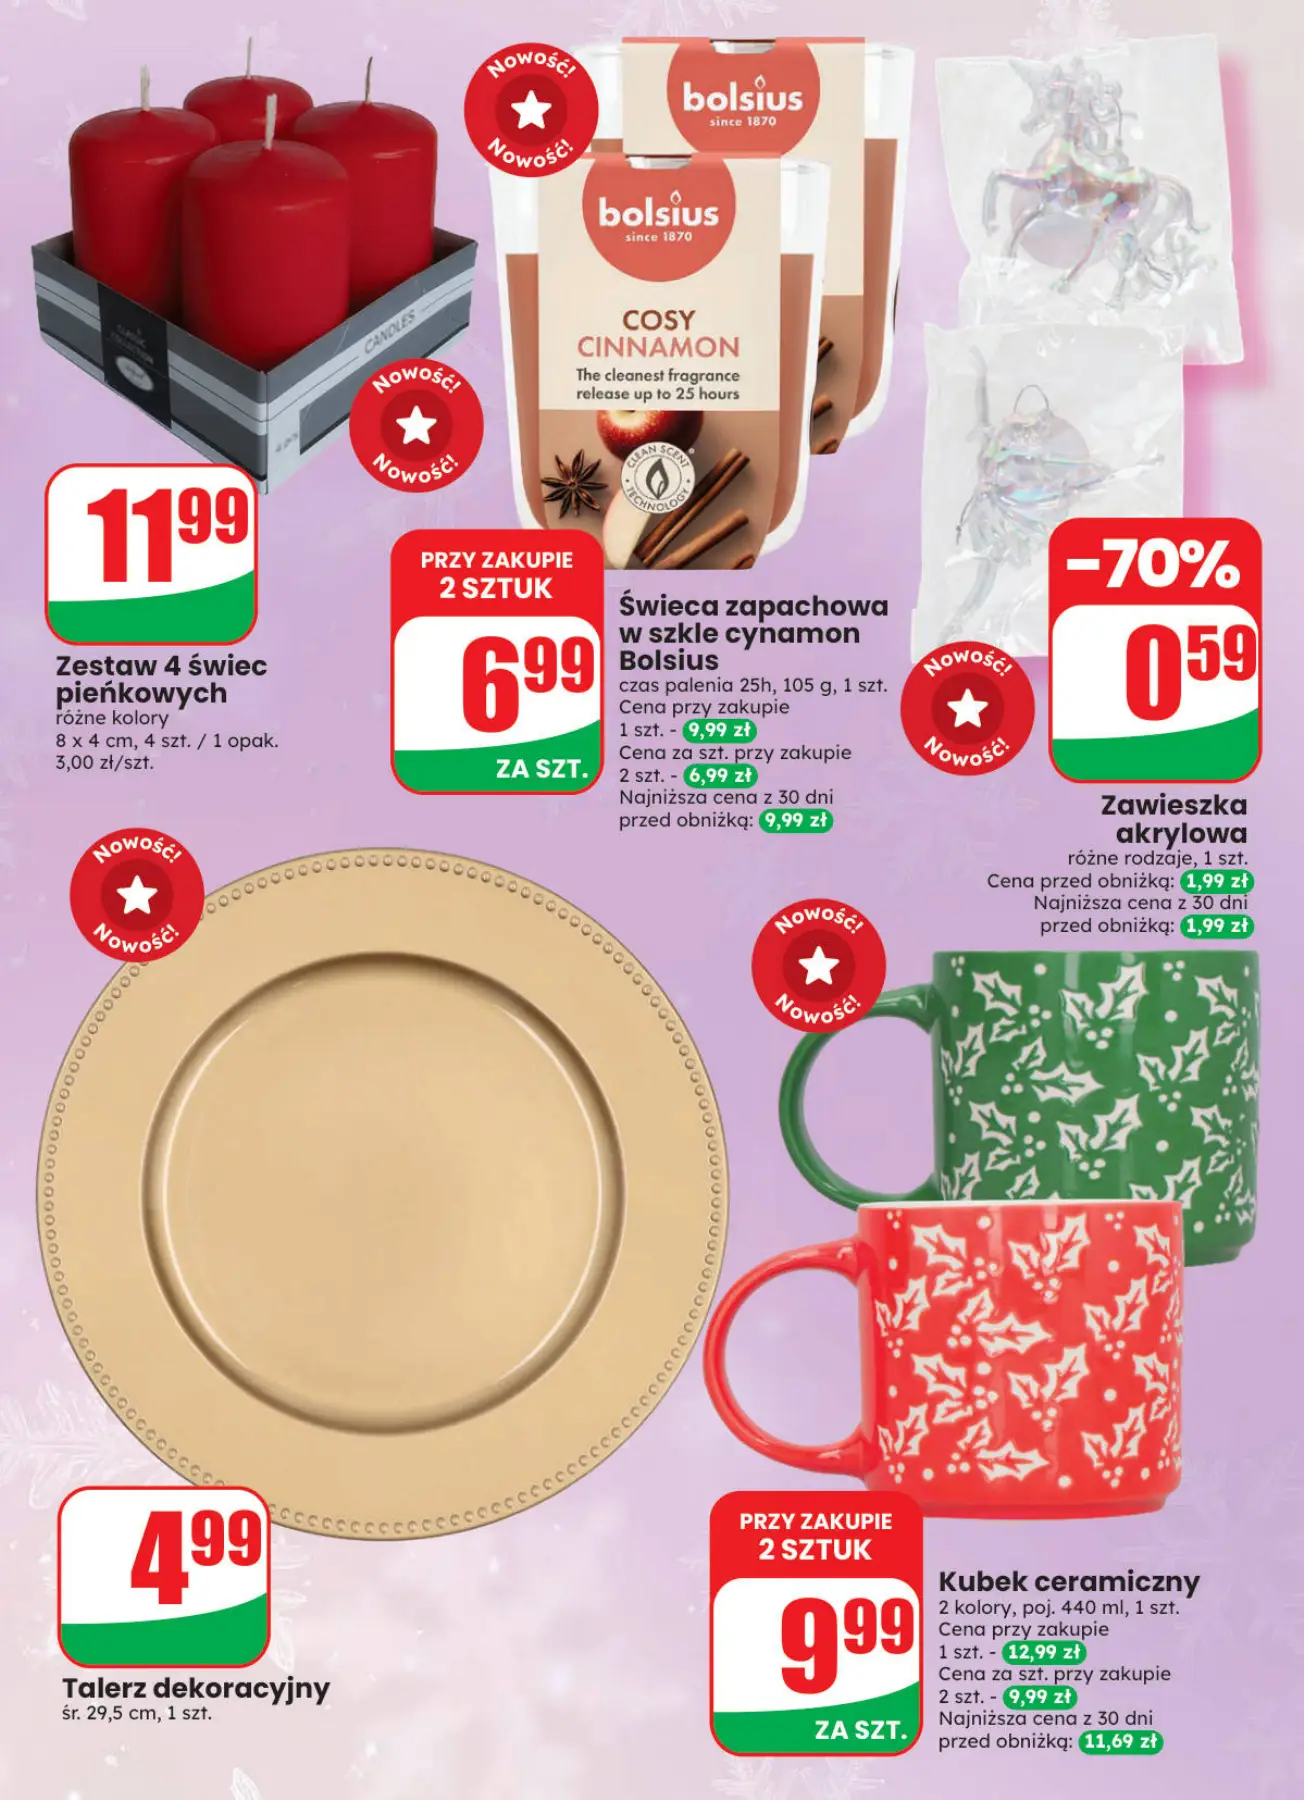 Nowość!
Nowość!
bolsius
since 1870
bolsius
since 1870
COSY
CINNAMON
The cleanest fragrance
release up to 25 hours
CLEAN SCENT
TECHNOLOGY
CLASSIC
COLLECTION
CANDLES
Nowość!
Nowość!
11 99
Zestaw 4 świec
pieńkowych
różne kolory
8 x 4 cm, 4 szt. / 1 opak.
3,00 zł/szt.
PRZY ZAKUPIE
2 SZTUK
6 99
ZA SZT.
Świeca zapachowa
w szkle cynamon
Bolsius
czas palenia 25h, 105 g, 1 szt.
Cena przy zakupie
1 szt. - 9,99 zł
Cena za szt. przy zakupie
2 szt. - 6,99 zł
Najniższa cena z 30 dni
przed obniżką: 9,99 zł
-70%
0 59
Nowość!
Nowość!
Zawieszka
akrylowa
różne rodzaje, 1 szt.
Cena przed obniżką: 1,99 zł
Najniższa cena z 30 dni
przed obniżką: 1,99 zł
Nowość!
Nowość!
4 99
Talerz dekoracyjny
śr. 29,5 cm, 1 szt.
Nowość!
Nowość!
PRZY ZAKUPIE
2 SZTUK
9 99
ZA SZT.
Kubek ceramiczny
2 kolory, poj. 440 ml, 1 szt.
Cena przy zakupie
1 szt. - 12,99 zł
Cena za szt. przy zakupie
2 szt. - 9,99 zł
Najniższa cena z 30 dni
przed obniżką: 11,69 zł